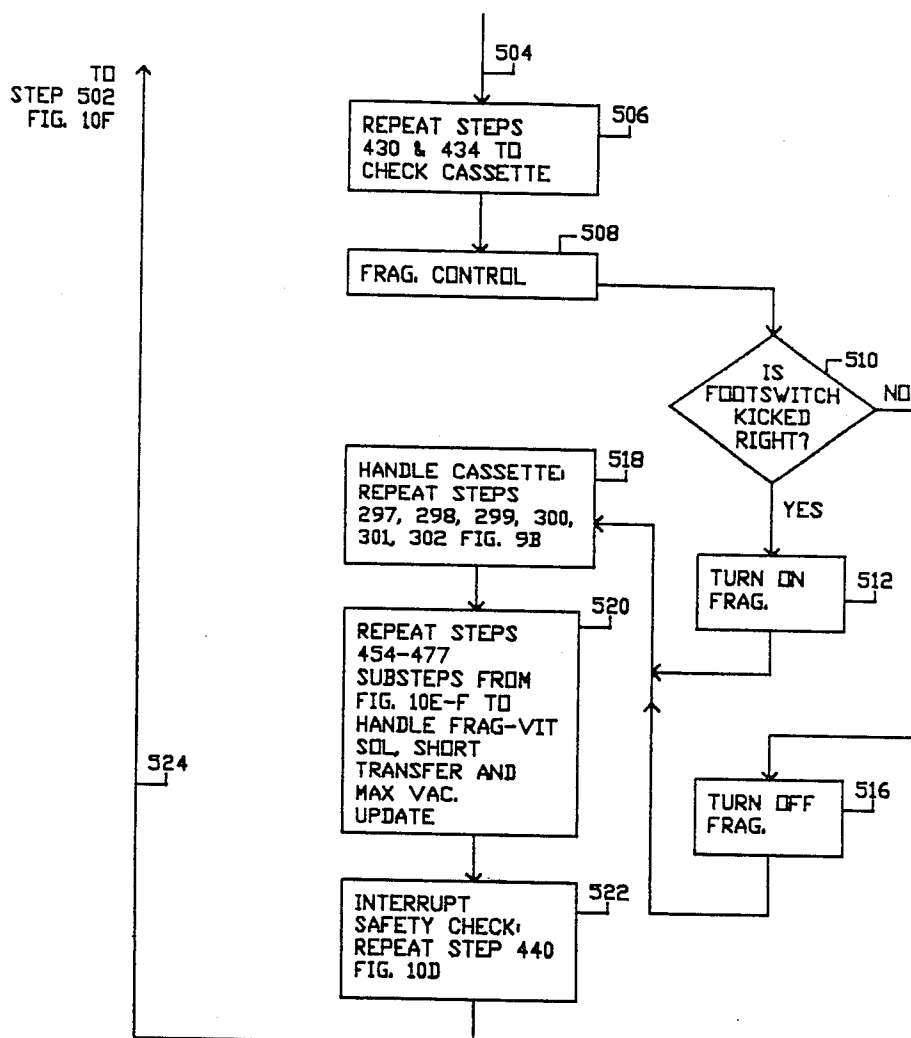 TO
STEP 502
FIG. 10F
504
REPEAT STEPS
430 & 434 TO
CHECK CASSETTE
506
508
FRAG. CONTROL
510
IS
FOOTSWITCH
KICKED
RIGHT?
NO
YES
HANDLE CASSETTE:
REPEAT STEPS
297, 298, 299, 300,
301, 302 FIG. 9B
518
TURN ON
FRAG.
512
REPEAT STEPS
454-477
SUBSTEPS FROM
FIG. 10E-F TO
HANDLE FRAG-VIT
SOL, SHORT
TRANSFER AND
MAX VAC.
UPDATE
520
524
TURN OFF
FRAG.
516
INTERRUPT
SAFETY CHECK:
REPEAT STEP 440
FIG. 10D
522